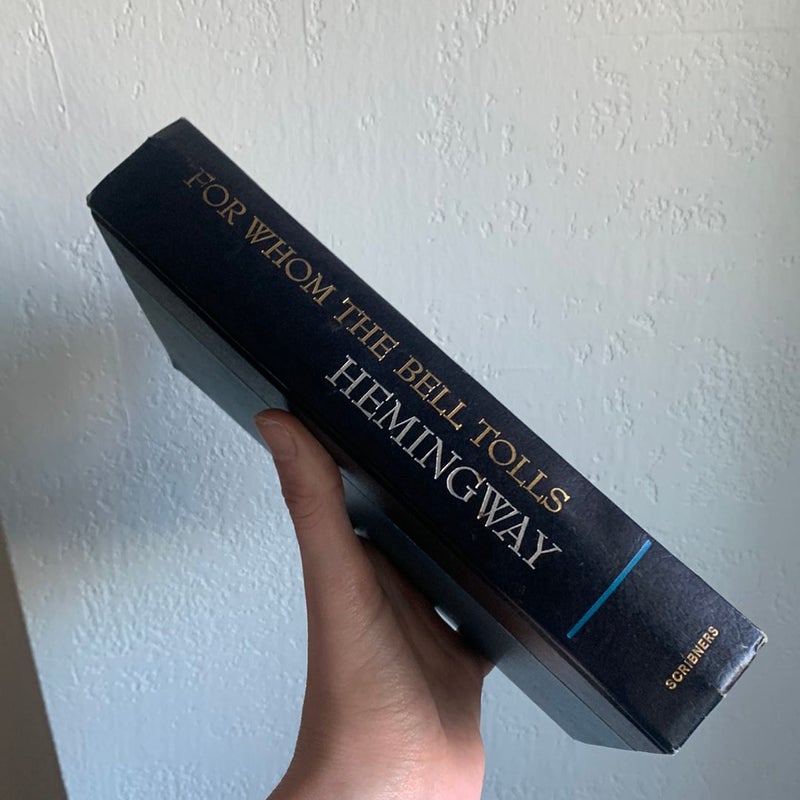 FOR WHOM THE BELL TOLLS
HEMINGWAY
SCRIBNERS